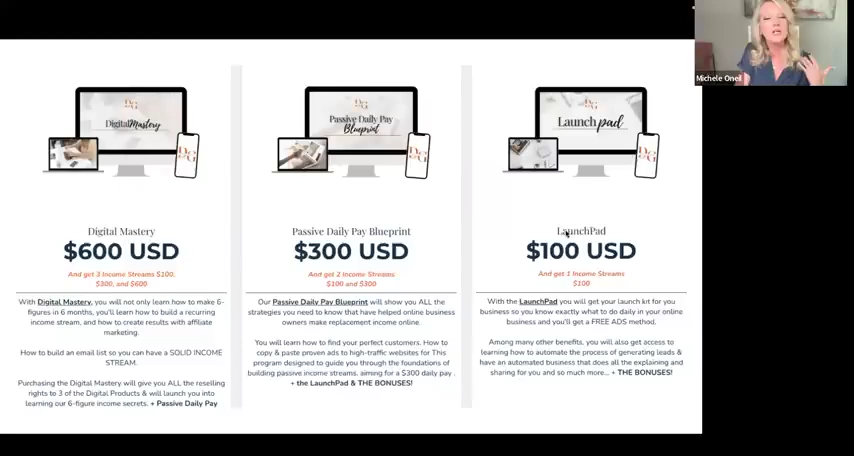 Michele Oneil
DG
DigitalMastery
DG
Digital Mastery
$600 USD
And get 3 Income Streams $100,
$300, and $600
With Digital Mastery, you will not only learn how to make 6-
figures in 6 months, you'll learn how to build a recurring
income stream, and how to create results with affiliate
marketing.
How to build an email list so you can have a SOLID INCOME
STREAM.
Purchasing the Digital Mastery will give you ALL the reselling
rights to 3 of the Digital Products & will launch you into
learning our 6-figure income secrets. + Passive Daily Pay
DG
Passive Daily Pay
Blueprint
DG
Passive Daily Pay Blueprint
$300 USD
And get 2 Income Streams
$100 and $300
Our Passive Daily Pay Blueprint will show you ALL the
strategies you need to know that have helped online business
owners make replacement income online.
You will learn how to find your perfect customers. How to
copy & paste proven ads to high-traffic websites for This
program designed to guide you through the foundations of
building passive income streams. aiming for a $300 daily pay .
+ the LaunchPad & THE BONUSES!
DG
Launch pad
DG
LaunchPad
$100 USD
And get 1 Income Streams
$100
With the LaunchPad you will get your launch kit for you
business so you know exactly what to do daily in your online
business and you'll get a FREE ADS method.
Among many other benefits, you will also get access to
learning how to automate the process of generating leads &
have an automated business that does all the explaining and
sharing for you and so much more... + THE BONUSES!